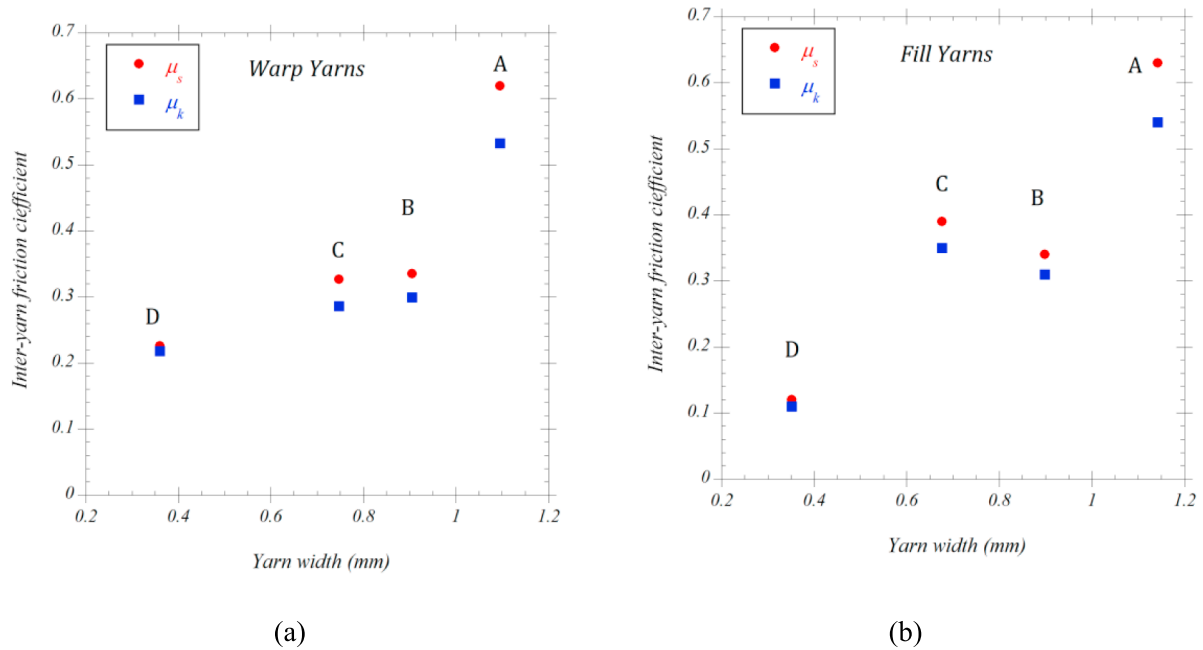 0.7
0.6
0.5
0.4
0.3
0.2
0.1
0
0.2 0.4 0.6 0.8 1 1.2
Inter-yarn friction ciefficient
Yarn width (mm)
μs
μk
Warp Yarns
A
B
C
D
(a)
0.7
0.6
0.5
0.4
0.3
0.2
0.1
0
0.2 0.4 0.6 0.8 1 1.2
Inter-yarn friction ciefficient
Yarn width (mm)
μs
μk
Fill Yarns
A
C
B
D
(b)